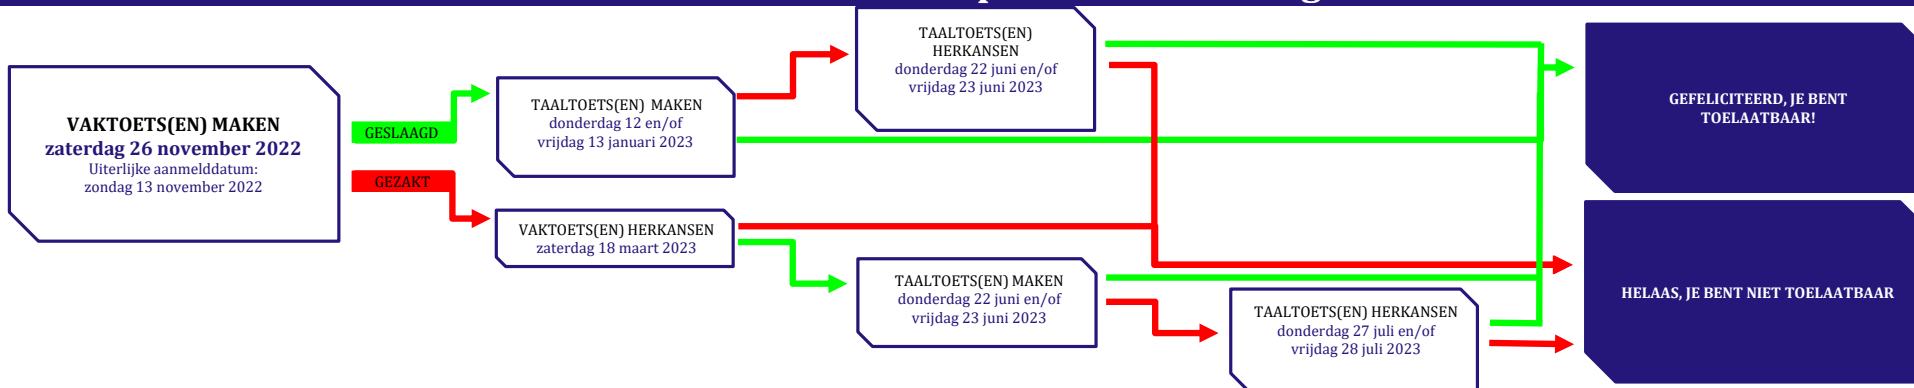 VAKTOETS(EN) MAKEN
zaterdag 26 november 2022
Uiterlijke aanmelddatum:
zondag 13 november 2022
GESLAAGD
GEZAKT
TAALTOETS(EN) MAKEN
donderdag 12 en/of
vrijdag 13 januari 2023
VAKTOETS(EN) HERKANSEN
zaterdag 18 maart 2023
TAALTOETS(EN)
HERKANSEN
donderdag 22 juni en/of
vrijdag 23 juni 2023
TAALTOETS(EN) MAKEN
donderdag 22 juni en/of
vrijdag 23 juni 2023
TAALTOETS(EN) HERKANSEN
donderdag 27 juli en/of
vrijdag 28 juli 2023
GEFELICITEERD, JE BENT
TOELAATBAAR!
HELAAS, JE BENT NIET TOELAATBAAR